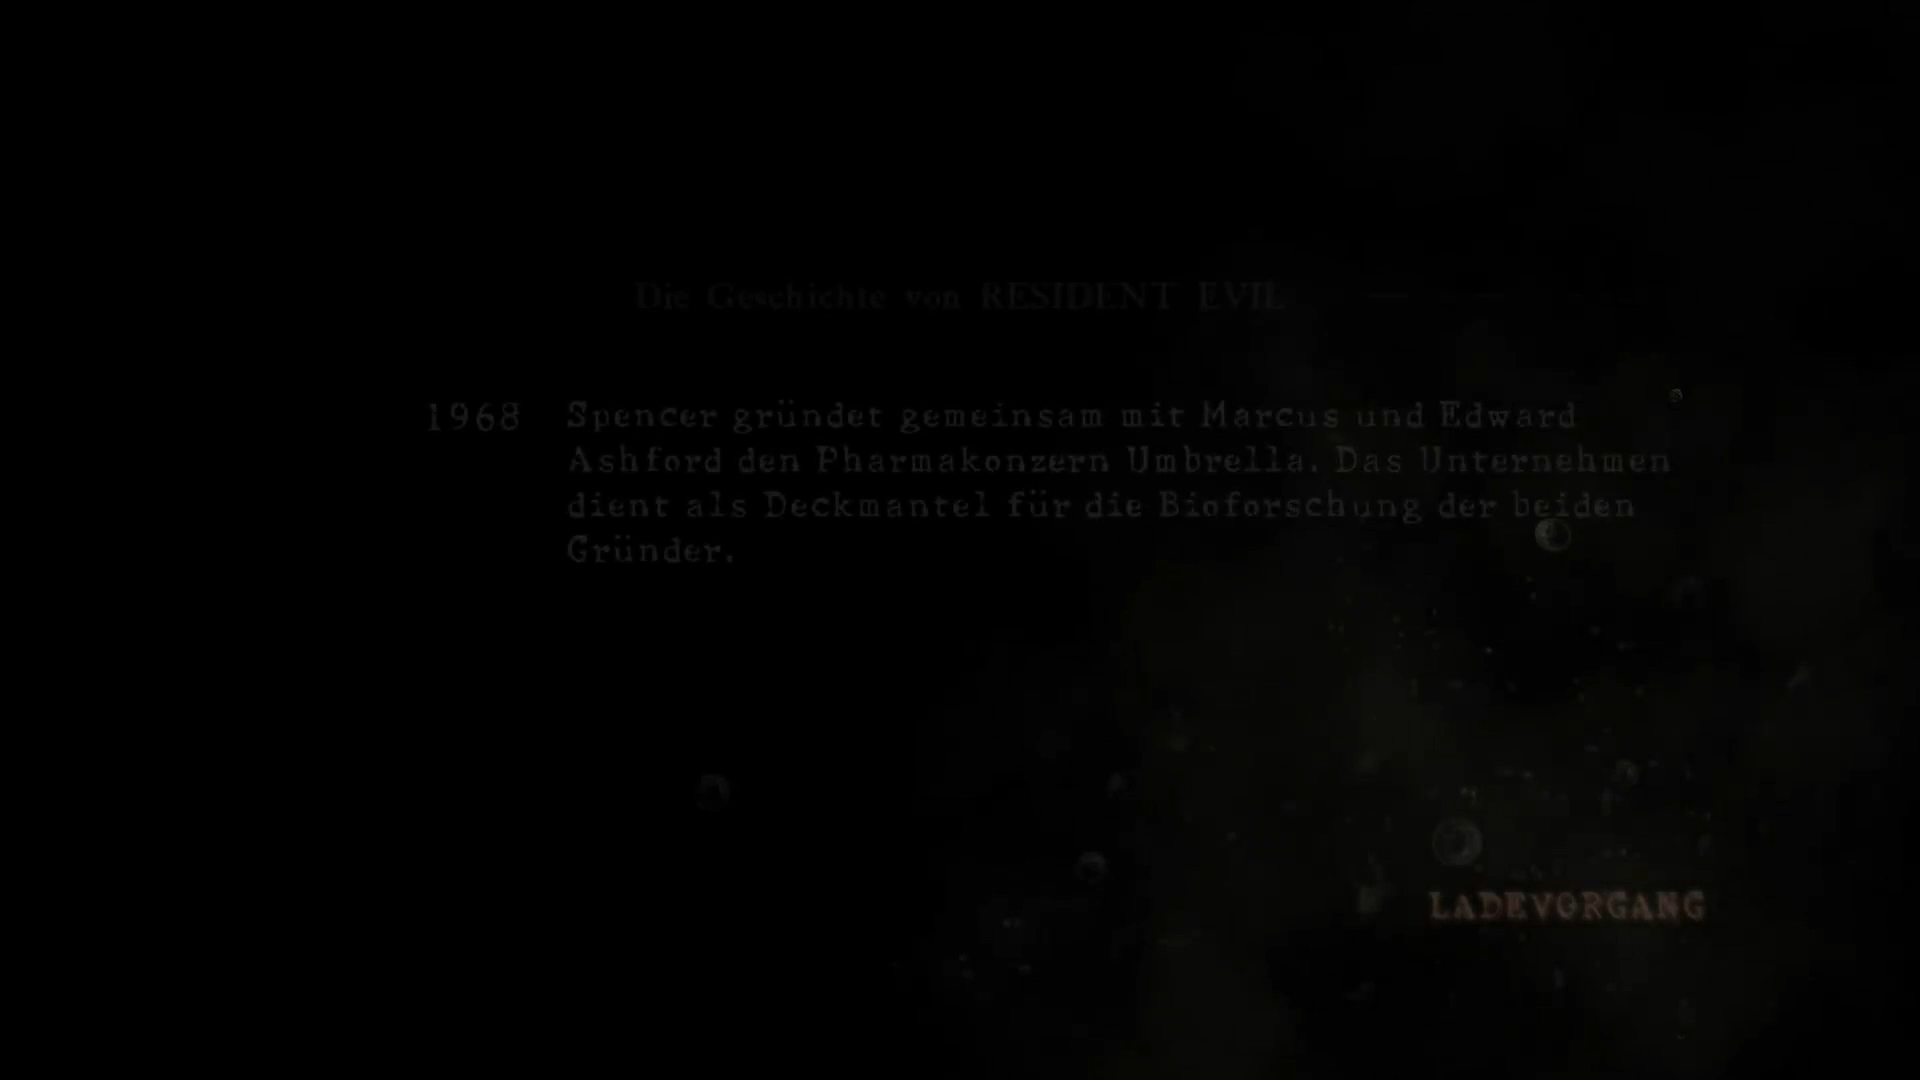 Die Geschichte von RESIDENT EVIL
1968 Spencer gründet gemeinsam mit Marcus und Edward
Ashford den Pharmakonzern Umbrella. Das Unternehmen
dient als Deckmantel für die Bioforschung der beiden
Gründer.
LADEVORGANG